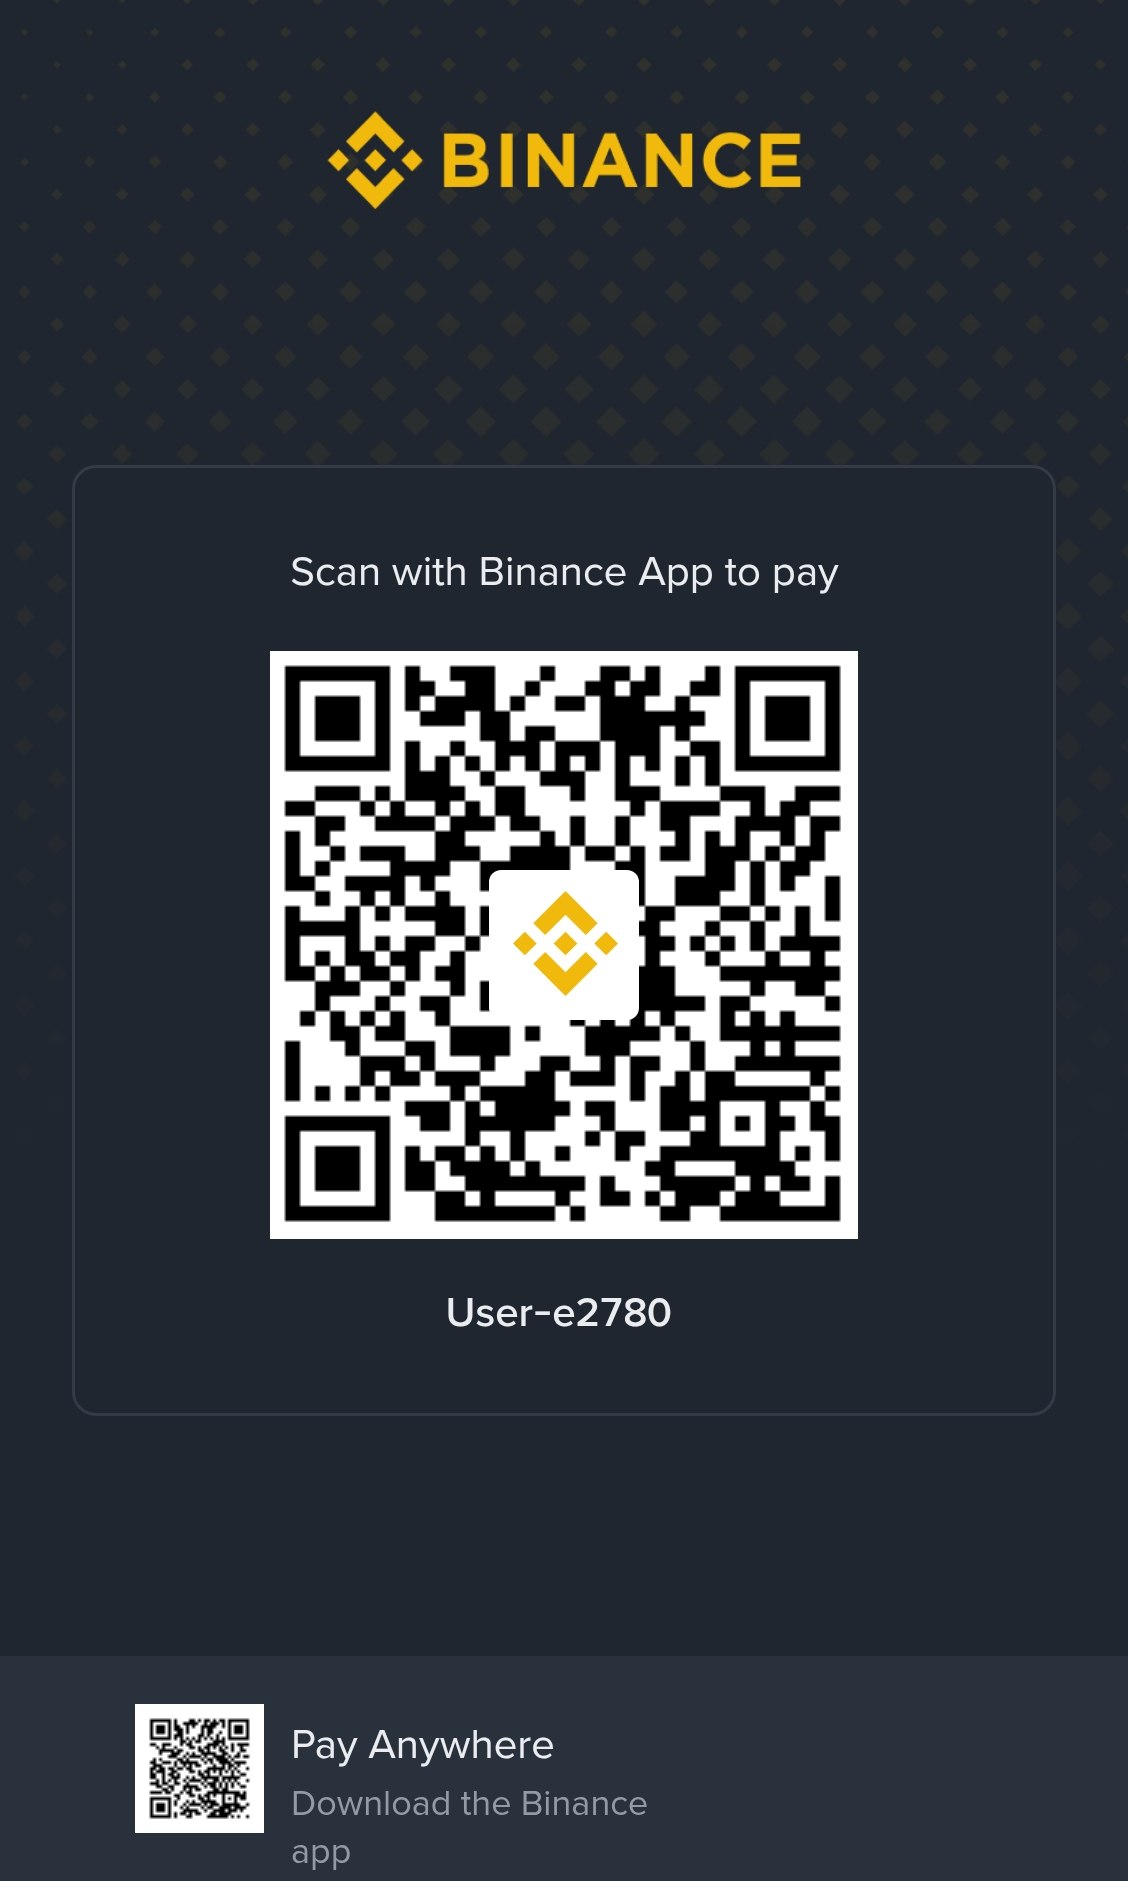 BINANCE
Scan with Binance App to pay
User-e2780
Pay Anywhere
Download the Binance
app